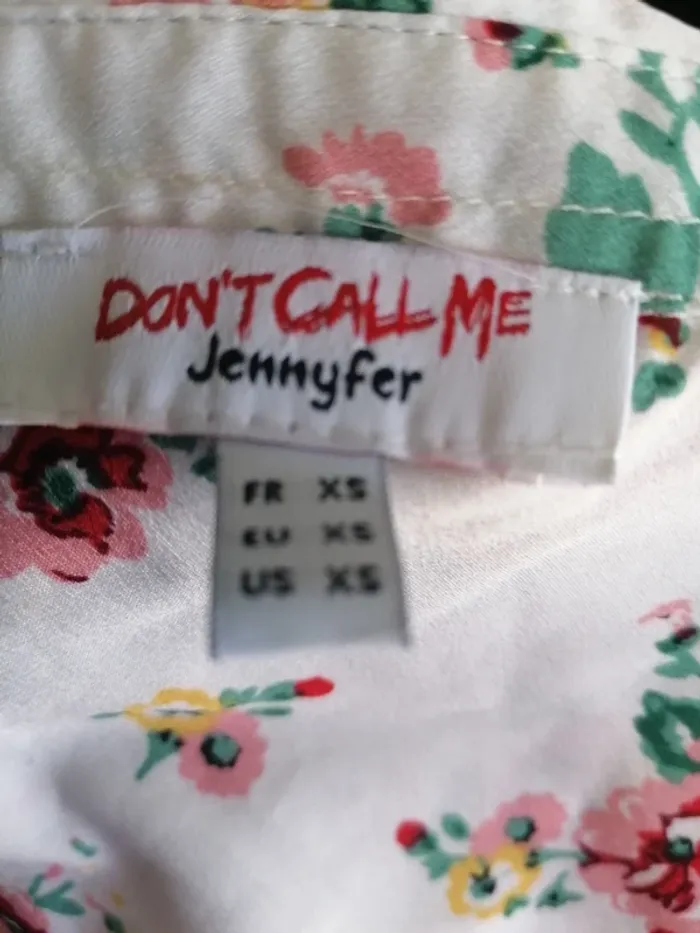 DON'T CALL ME
Jennyfer
FR XS
EU XS
US XS